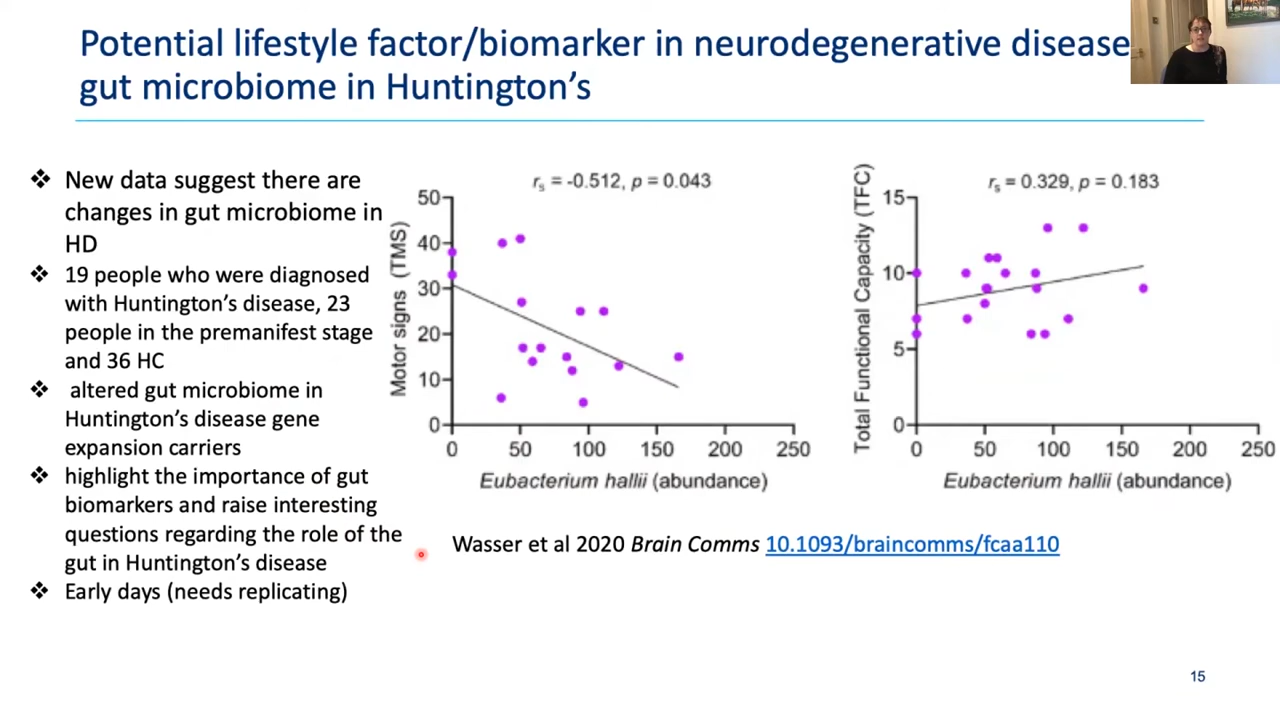 Potential lifestyle factor/biomarker in neurodegenerative disease
gut microbiome in Huntington's
❖ New data suggest there are
changes in gut microbiome in
HD
❖ 19 people who were diagnosed
with Huntington's disease, 23
people in the premanifest stage
and 36 HC
❖ altered gut microbiome in
Huntington's disease gene
expansion carriers
❖ highlight the importance of gut
biomarkers and raise interesting
questions regarding the role of the
gut in Huntington's disease
❖ Early days (needs replicating)
rs = -0.512, p = 0.043
Motor signs (TMS)
50
40
30
20
10
0
0 50 100 150 200 250
Eubacterium hallii (abundance)
rs = 0.329, p = 0.183
Total Functional Capacity (TFC)
15
10
5
0
0 50 100 150 200 250
Eubacterium hallii (abundance)
Wasser et al 2020 Brain Comms 10.1093/braincomms/fcaa110
15